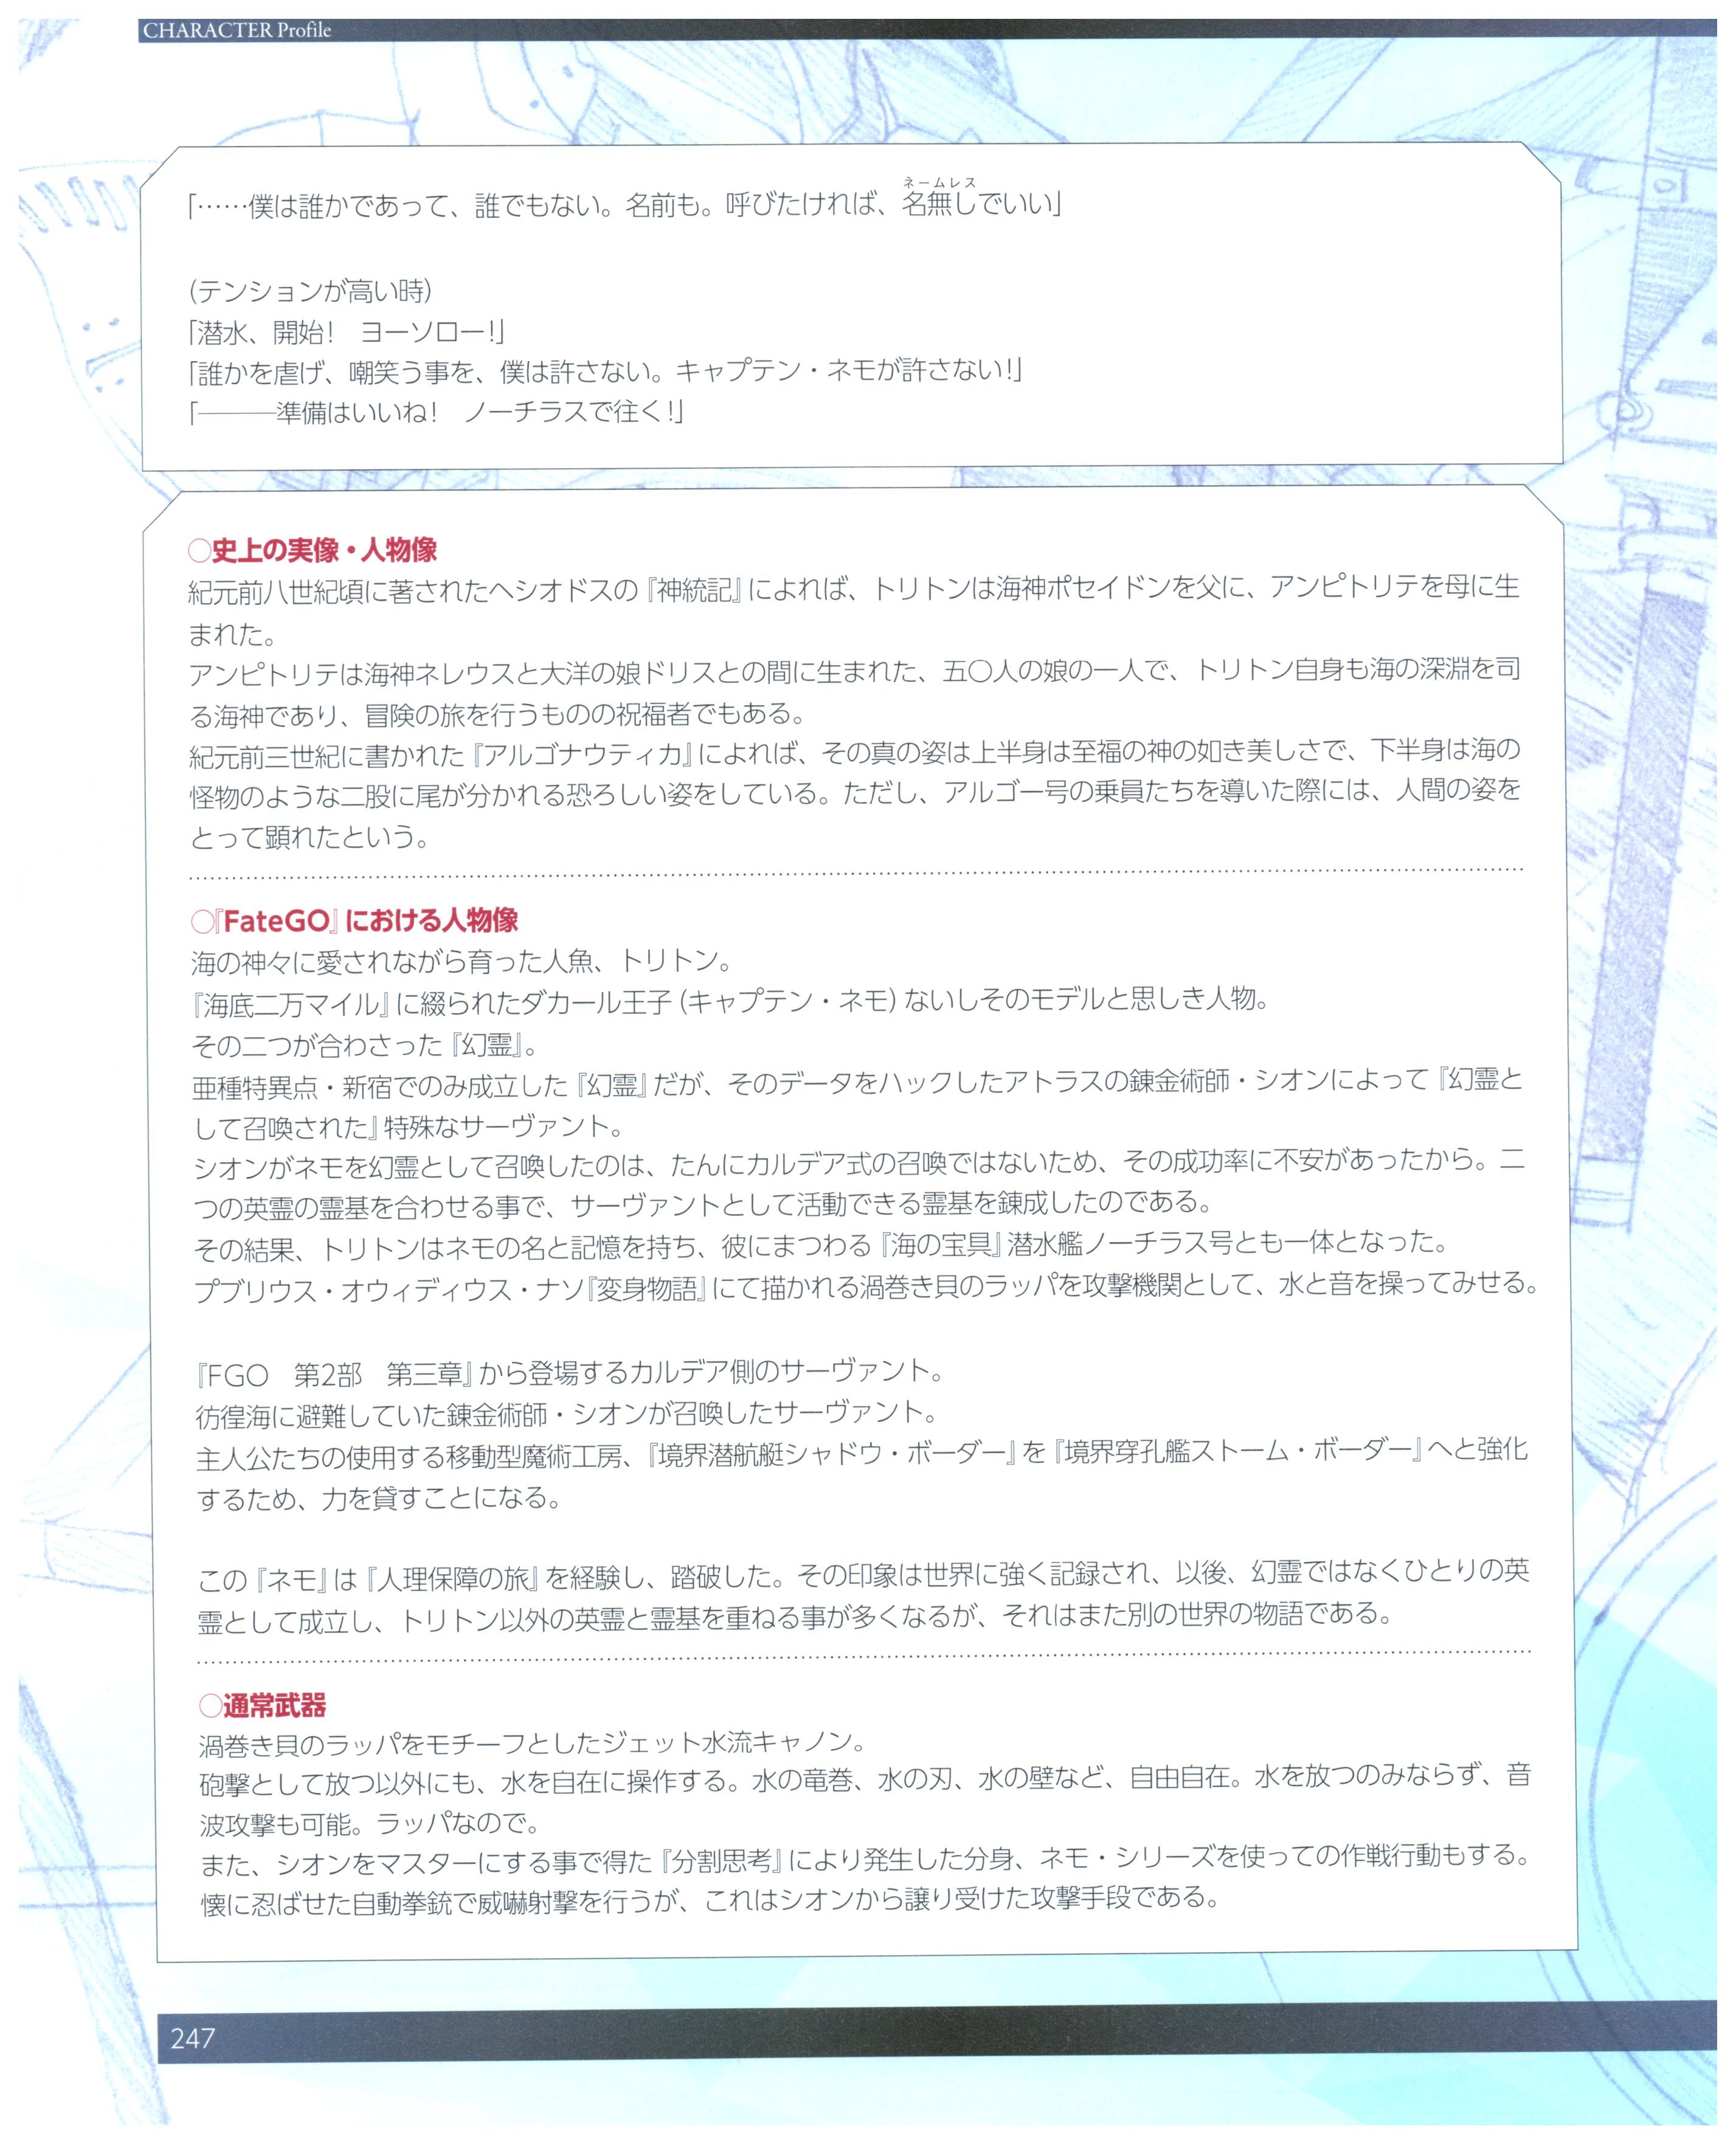 CHARACTER Profile
「……僕は誰かであって、誰でもない。名前も。呼びたければ、名無しでいい」
ネームレス
(テンションが高い時)
「潜水、開始!　ヨーソロー!」
「誰かを虐げ、嘲笑う事を、僕は許さない。キャプテン・ネモが許さない!」
「―――準備はいいね!　ノーチラスで往く!」
○史上の実像・人物像
紀元前八世紀頃に著されたヘシオドスの『神統記』によれば、トリトンは海神ポセイドンを父に、アンピトリテを母に生
まれた。
アンピトリテは海神ネレウスと大洋の娘ドリスとの間に生まれた、五〇人の娘の一人で、トリトン自身も海の深淵を司
る海神であり、冒険の旅を行うものの祝福者でもある。
紀元前三世紀に書かれた『アルゴナウティカ』によれば、その真の姿は上半身は至福の神の如き美しさで、下半身は海の
怪物のような二股に尾が分かれる恐ろしい姿をしている。ただし、アルゴー号の乗員たちを導いた際には、人間の姿を
とって顕れたという。
○『FateGO』における人物像
海の神々に愛されながら育った人魚、トリトン。
『海底二万マイル』に綴られたダカール王子(キャプテン・ネモ)ないしそのモデルと思しき人物。
その二つが合わさった『幻霊』。
亜種特異点・新宿でのみ成立した『幻霊』だが、そのデータをハックしたアトラスの錬金術師・シオンによって『幻霊と
して召喚された』特殊なサーヴァント。
シオンがネモを幻霊として召喚したのは、たんにカルデア式の召喚ではないため、その成功率に不安があったから。二
つの英霊の霊基を合わせる事で、サーヴァントとして活動できる霊基を錬成したのである。
その結果、トリトンはネモの名と記憶を持ち、彼にまつわる『海の宝具』潜水艦ノーチラス号とも一体となった。
プブリウス・オウィディウス・ナソ『変身物語』にて描かれる渦巻き貝のラッパを攻撃機関として、水と音を操ってみせる。
『FGO　第2部　第三章』から登場するカルデア側のサーヴァント。
彷徨海に避難していた錬金術師・シオンが召喚したサーヴァント。
主人公たちの使用する移動型魔術工房、『境界潜航艇シャドウ・ボーダー』を『境界穿孔艦ストーム・ボーダー』へと強化
するため、力を貸すことになる。
この『ネモ』は『人理保障の旅』を経験し、踏破した。その印象は世界に強く記録され、以後、幻霊ではなくひとりの英
霊として成立し、トリトン以外の英霊と霊基を重ねる事が多くなるが、それはまた別の世界の物語である。
○通常武器
渦巻き貝のラッパをモチーフとしたジェット水流キャノン。
砲撃として放つ以外にも、水を自在に操作する。水の竜巻、水の刃、水の壁など、自由自在。水を放つのみならず、音
波攻撃も可能。ラッパなので。
また、シオンをマスターにする事で得た『分割思考』により発生した分身、ネモ・シリーズを使っての作戦行動もする。
懐に忍ばせた自動拳銃で威嚇射撃を行うが、これはシオンから譲り受けた攻撃手段である。
247